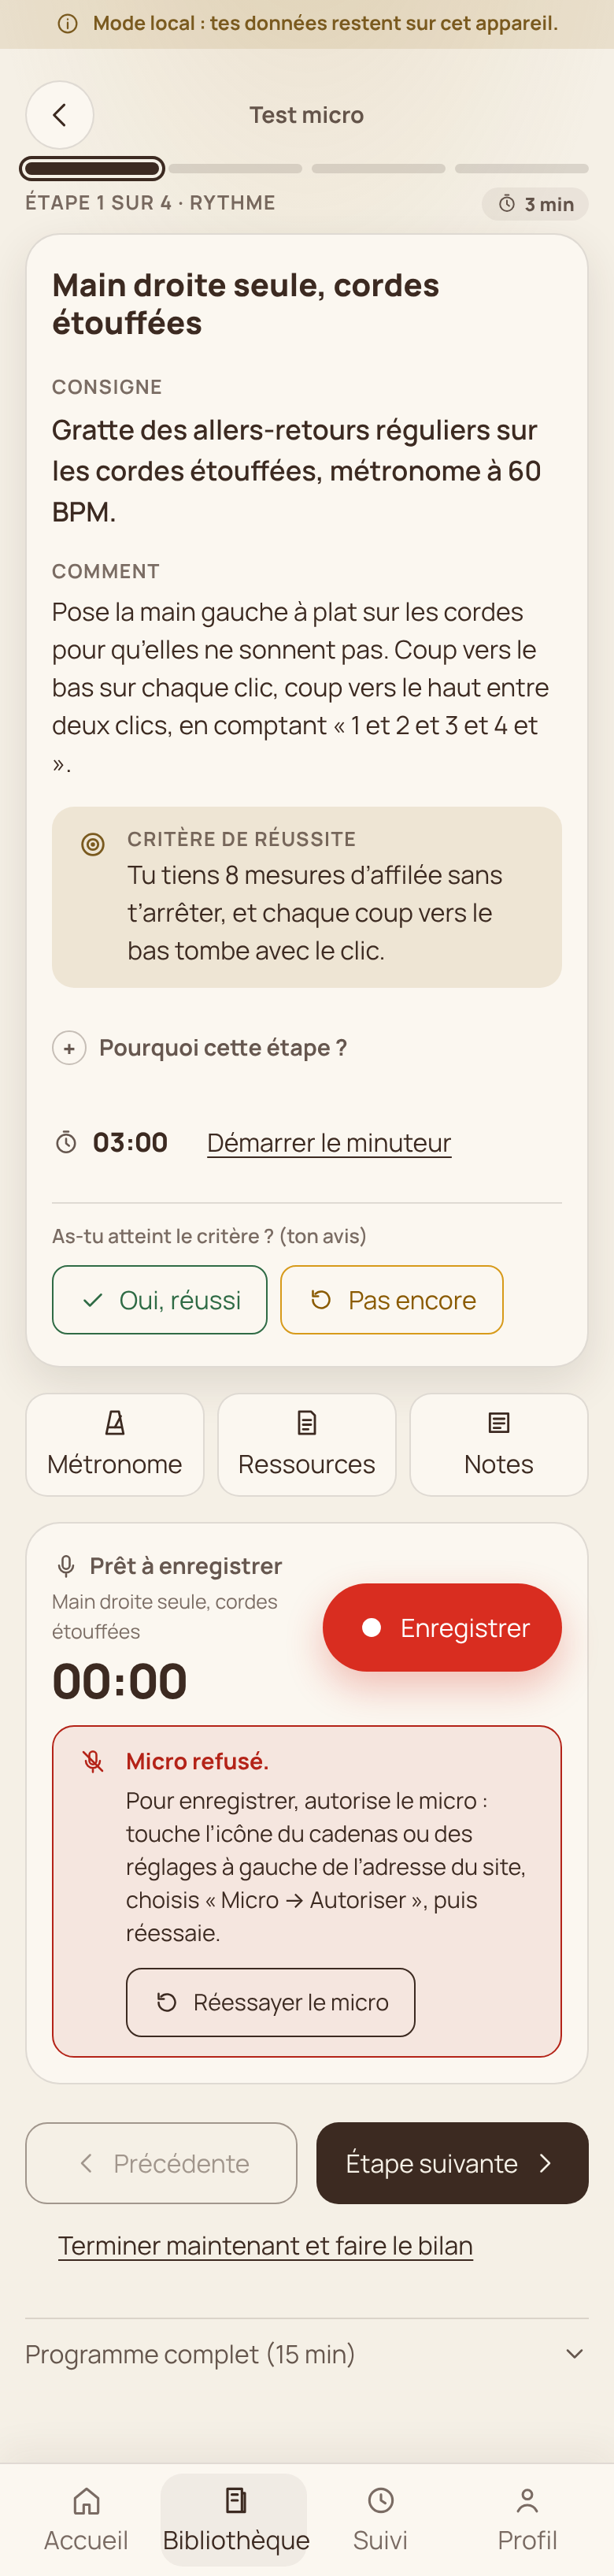 Mode local : tes données restent sur cet appareil.
Test micro
ÉTAPE 1 SUR 4 · RYTHME
3 min
Main droite seule, cordes
étouffées
CONSIGNE
Gratte des allers-retours réguliers sur
les cordes étouffées, métronome à 60
BPM.
COMMENT
Pose la main gauche à plat sur les cordes
pour qu’elles ne sonnent pas. Coup vers le
bas sur chaque clic, coup vers le haut entre
deux clics, en comptant « 1 et 2 et 3 et 4 et
».
CRITÈRE DE RÉUSSITE
Tu tiens 8 mesures d’affilée sans
t’arrêter, et chaque coup vers le
bas tombe avec le clic.
+ Pourquoi cette étape ?
03:00 Démarrer le minuteur
As-tu atteint le critère ? (ton avis)
Oui, réussi
Pas encore
Métronome
Ressources
Notes
Prêt à enregistrer
Main droite seule, cordes
étouffées
00:00
Enregistrer
Micro refusé.
Pour enregistrer, autorise le micro :
touche l’icône du cadenas ou des
réglages à gauche de l’adresse du site,
choisis « Micro → Autoriser », puis
réessaie.
Réessayer le micro
Précédente
Étape suivante
Terminer maintenant et faire le bilan
Programme complet (15 min)
Accueil
Bibliothèque
Suivi
Profil